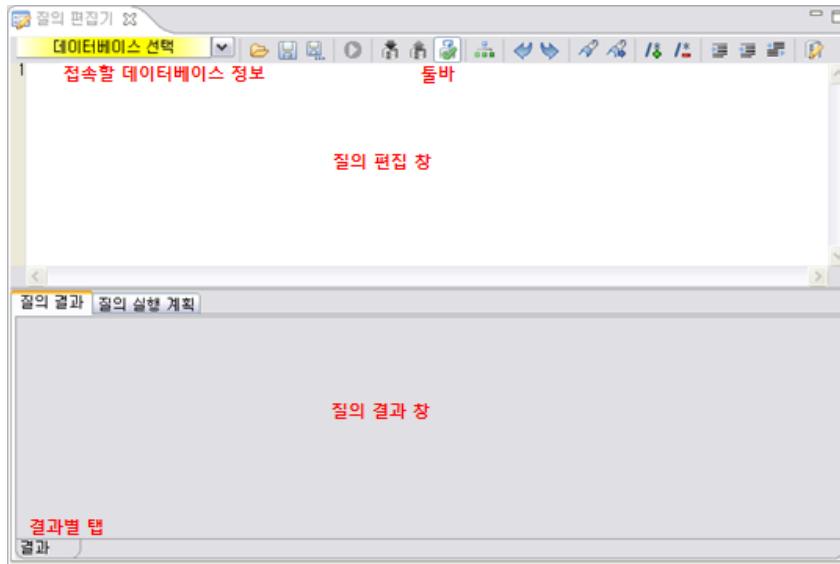 질의 편집기
데이터베이스 선택
1 접속할 데이터베이스 정보 툴바
질의 편집 창
질의 결과 질의 실행 계획
질의 결과 창
결과별 탭
결과